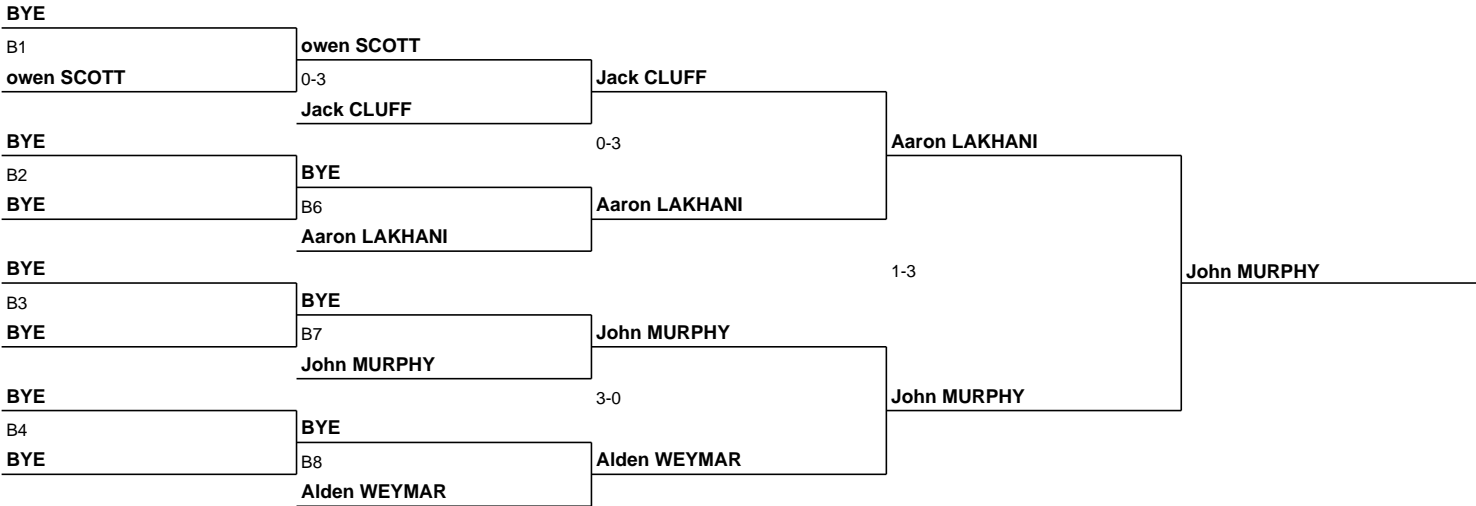 BYE
B1
owen SCOTT
owen SCOTT
0-3
Jack CLUFF
Jack CLUFF
BYE
0-3
Aaron LAKHANI
B2
BYE
BYE
B6
Aaron LAKHANI
Aaron LAKHANI
BYE
1-3
John MURPHY
B3
BYE
BYE
B7
John MURPHY
John MURPHY
BYE
3-0
John MURPHY
B4
BYE
BYE
B8
Alden WEYMAR
Alden WEYMAR